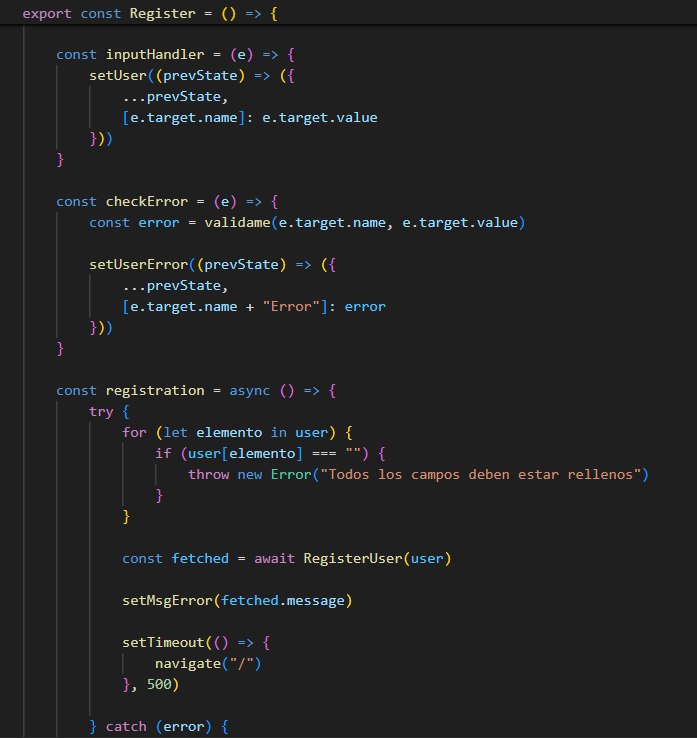 export const Register = () => {
const inputHandler = (e) => {
setUser((prevState) => ({
...prevState,
[e.target.name]: e.target.value
}))
}
const checkError = (e) => {
const error = validame(e.target.name, e.target.value)
setUserError((prevState) => ({
...prevState,
[e.target.name + "Error"]: error
}))
}
const registration = async () => {
try {
for (let elemento in user) {
if (user[elemento] === "") {
throw new Error("Todos los campos deben estar rellenos")
}
}
const fetched = await RegisterUser(user)
setMsgError(fetched.message)
setTimeout(() => {
navigate("/")
}, 500)
} catch (error) {